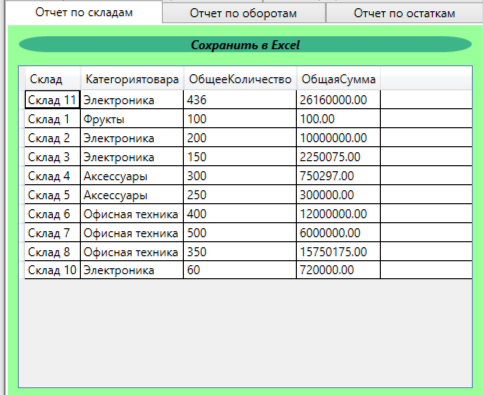 Отчет по складам Отчет по оборотам Отчет по остаткам
Сохранить в Excel
Склад Категориятовара ОбщееКоличество ОбщаяСумма
Склад 11 Электроника 436 26160000.00
Склад 1 Фрукты 100 100.00
Склад 2 Электроника 200 10000000.00
Склад 3 Электроника 150 2250075.00
Склад 4 Аксессуары 300 750297.00
Склад 5 Аксессуары 250 300000.00
Склад 6 Офисная техника 400 12000000.00
Склад 7 Офисная техника 500 6000000.00
Склад 8 Офисная техника 350 15750175.00
Склад 10 Электроника 60 720000.00